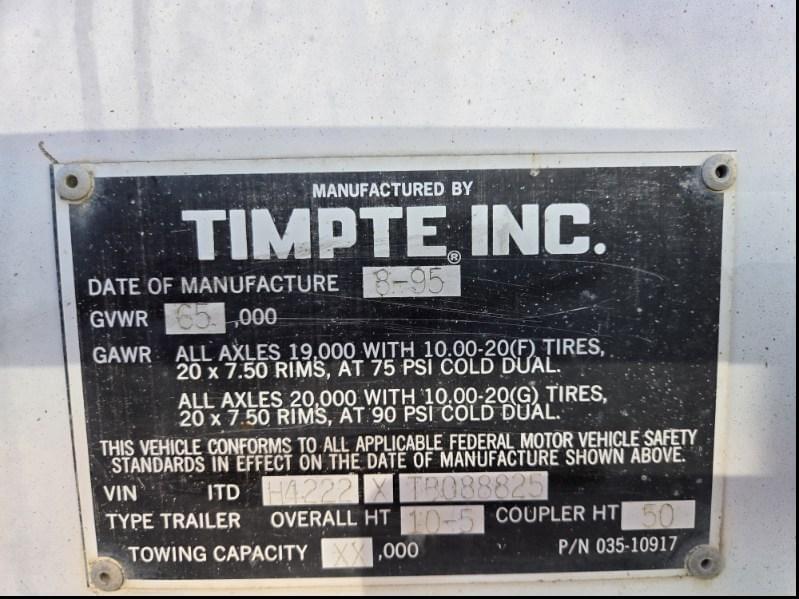 MANUFACTURED BY
TIMPTE® INC.
DATE OF MANUFACTURE 8-95
GVWR 65 ,000
GAWR ALL AXLES 19,000 WITH 10.00-20(F) TIRES,
20 x 7.50 RIMS, AT 75 PSI COLD DUAL.
ALL AXLES 20,000 WITH 10.00-20(G) TIRES,
20 x 7.50 RIMS, AT 90 PSI COLD DUAL.
THIS VEHICLE CONFORMS TO ALL APPLICABLE FEDERAL MOTOR VEHICLE SAFETY
STANDARDS IN EFFECT ON THE DATE OF MANUFACTURE SHOWN ABOVE.
VIN ITD H4222 X TB088825
TYPE TRAILER OVERALL HT 10-5 COUPLER HT 50
TOWING CAPACITY XX ,000 P/N 035-10917